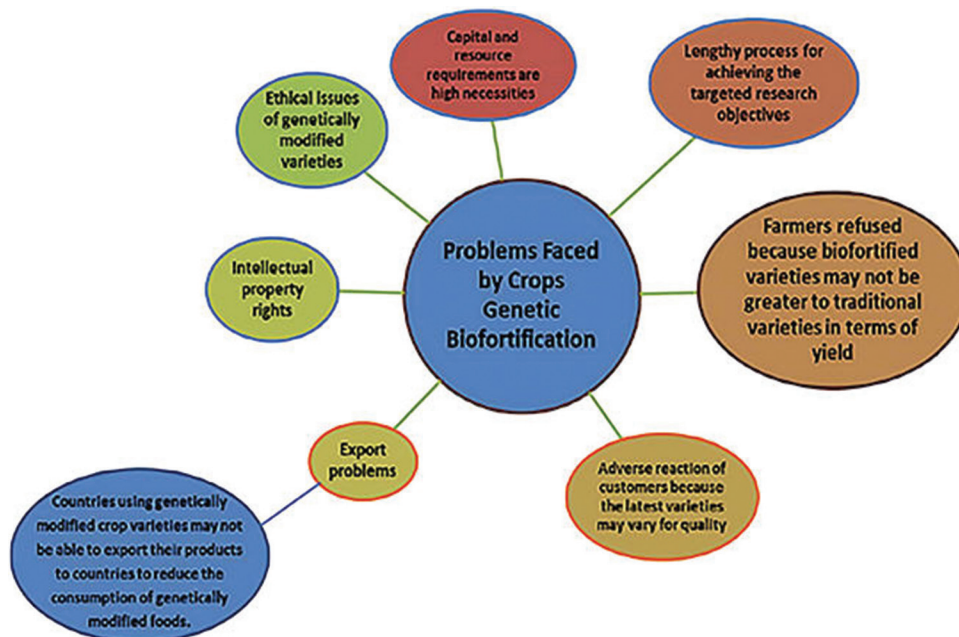 Capital and
resource
requirements are
high necessities
Lengthy process for
achieving the
targeted research
objectives
Ethical issues
of genetically
modified
varieties
Problems Faced
by Crops
Genetic
Biofortification
Farmers refused
because biofortified
varieties may not be
greater to traditional
varieties in terms of
yield
Intellectual
property
rights
Export
problems
Adverse reaction of
customers because
the latest varieties
may vary for quality
Countries using genetically
modified crop varieties may not
be able to export their products
to countries to reduce the
consumption of genetically
modified foods.